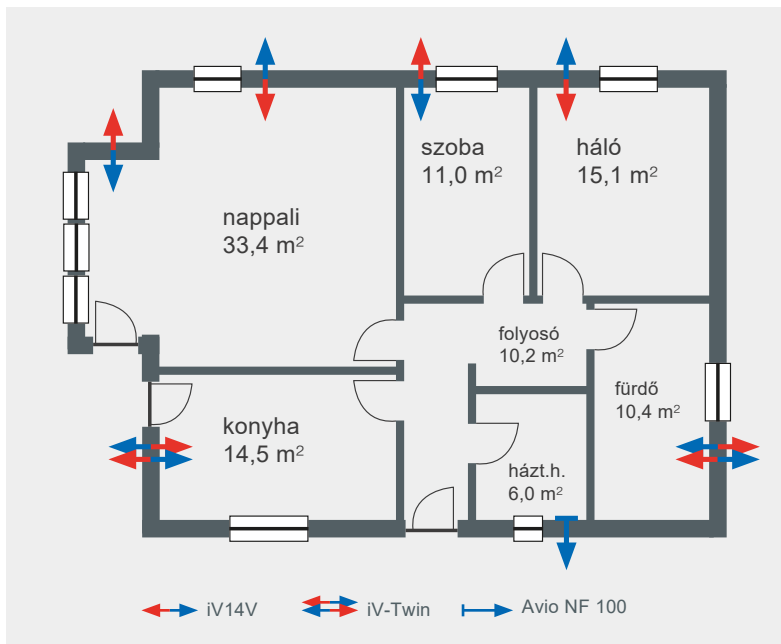 szoba
11,0 m²
háló
15,1 m²
nappali
33,4 m²
folyosó
10,2 m²
fürdő
10,4 m²
konyha
14,5 m²
házt.h.
6,0 m²
iV14V
iV-Twin
Avio NF 100